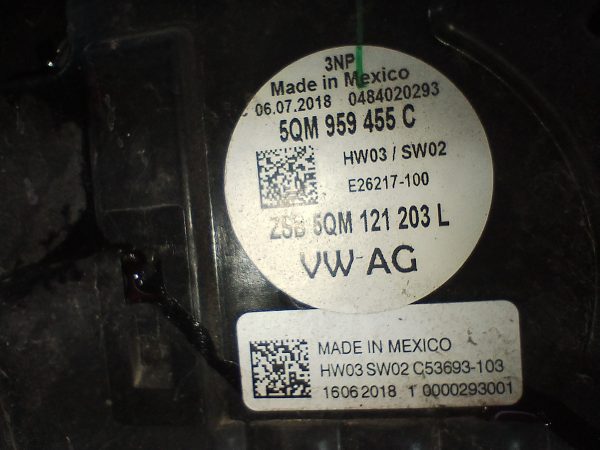 3NP
Made in Mexico
06.07.2018 0484020293
5QM 959 455 C
HW03 / SW02
E26217-100
ZSB 5QM 121 203 L
VW AG
MADE IN MEXICO
HW03 SW02 C53693-103
16062018 1 0000293001